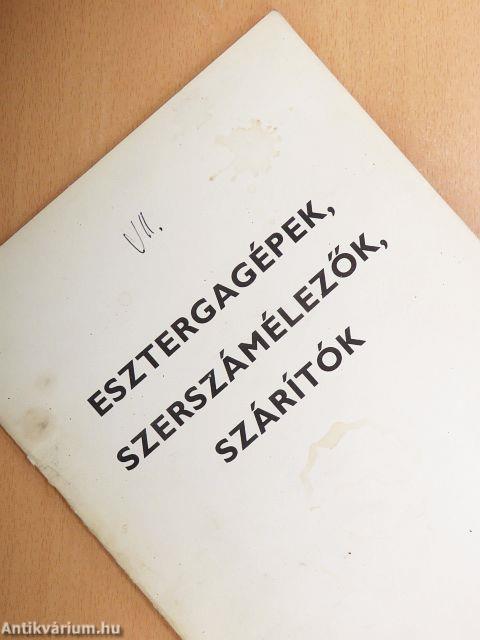 VII.
ESZTERGAGÉPEK,
SZERSZÁMÉLEZŐK,
SZÁRÍTÓK
Antikvárium.hu